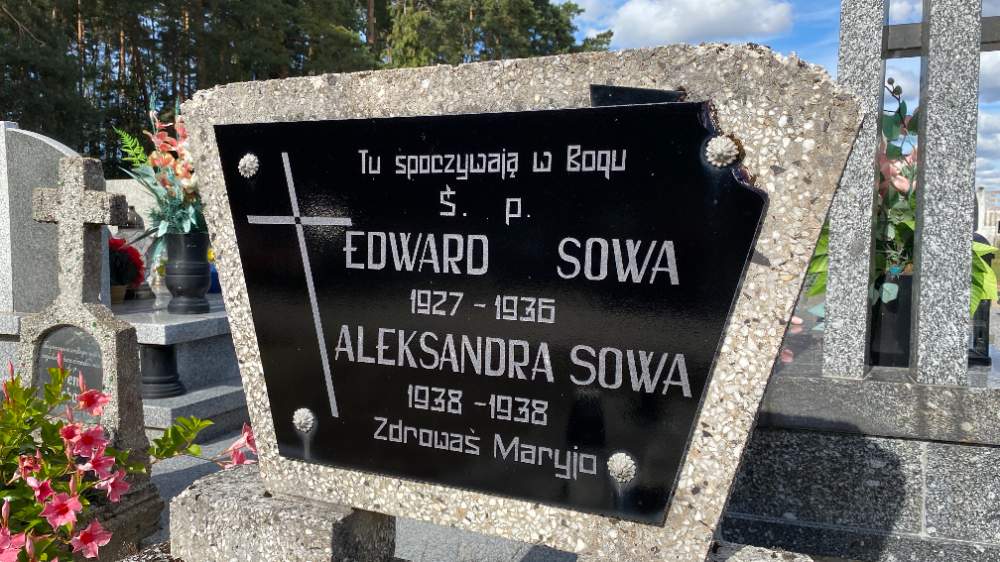 Tu spoczywają w Bogu
Ś. p.
EDWARD SOWA
1927 - 1936
ALEKSANDRA SOWA
1938 - 1938
Zdrowaś Maryjo